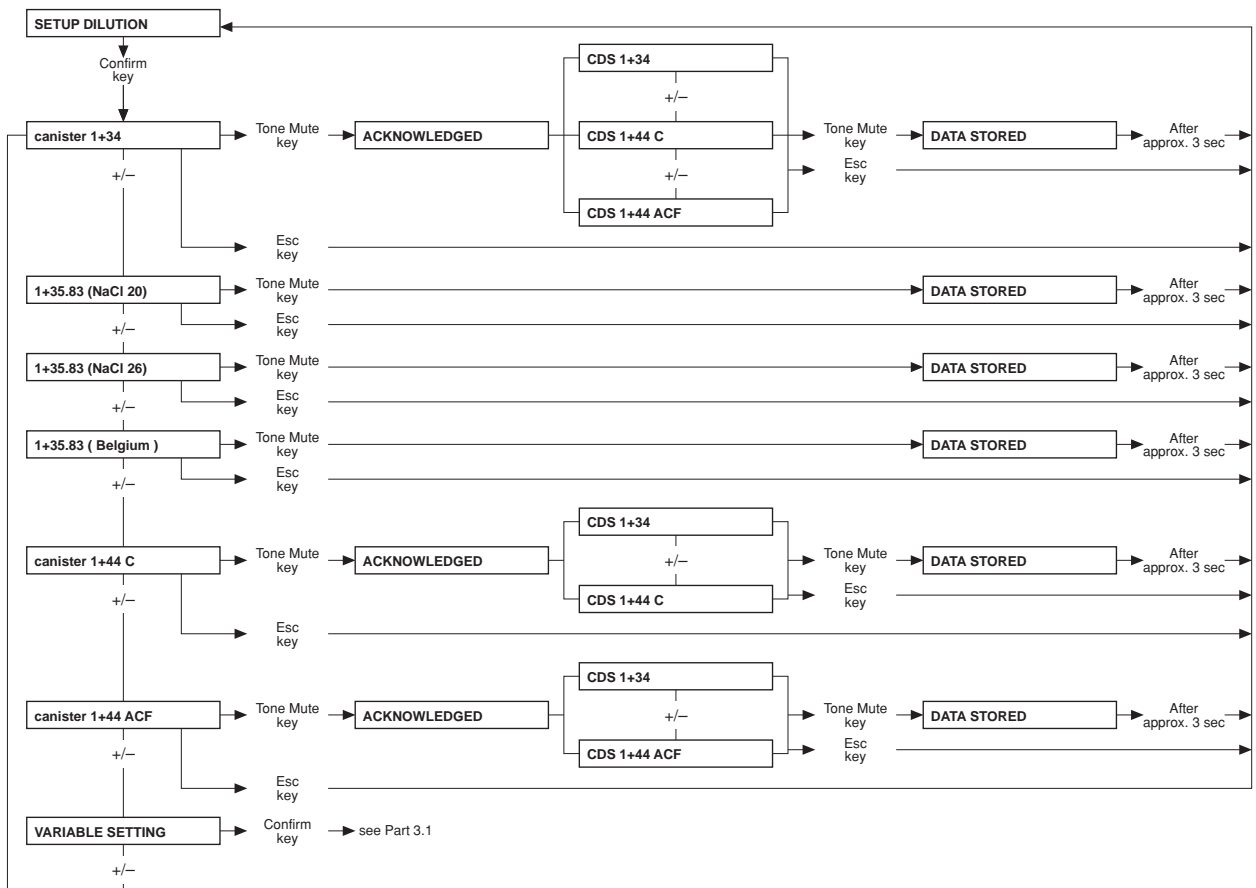 SETUP DILUTION
Confirm
key
CDS 1+34
+/–
canister 1+34
Tone Mute
key
ACKNOWLEDGED
CDS 1+44 C
Tone Mute
key
DATA STORED
After
approx. 3 sec
+/–
+/–
Esc
key
CDS 1+44 ACF
Esc
key
1+35.83 (NaCl 20)
Tone Mute
key
DATA STORED
After
approx. 3 sec
+/–
Esc
key
1+35.83 (NaCl 26)
Tone Mute
key
DATA STORED
After
approx. 3 sec
+/–
Esc
key
1+35.83 ( Belgium )
Tone Mute
key
DATA STORED
After
approx. 3 sec
+/–
Esc
key
CDS 1+34
canister 1+44 C
Tone Mute
key
ACKNOWLEDGED
+/–
Tone Mute
key
DATA STORED
After
approx. 3 sec
+/–
CDS 1+44 C
Esc
key
Esc
key
CDS 1+34
canister 1+44 ACF
Tone Mute
key
ACKNOWLEDGED
+/–
Tone Mute
key
DATA STORED
After
approx. 3 sec
+/–
CDS 1+44 ACF
Esc
key
Esc
key
VARIABLE SETTING
Confirm
key
see Part 3.1
+/–